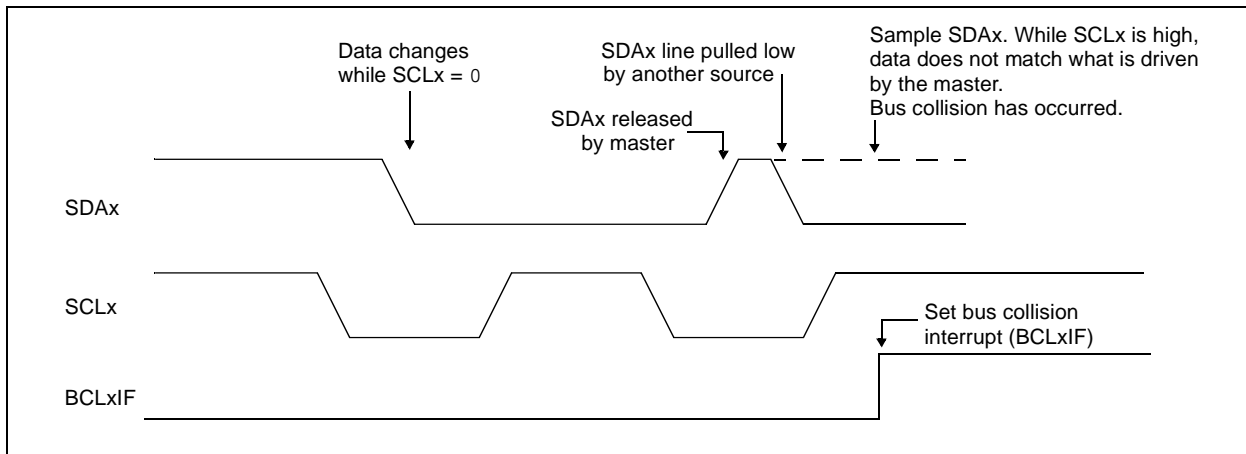 Data changes
while SCLx = 0
SDAx line pulled low
by another source
Sample SDAx. While SCLx is high,
data does not match what is driven
by the master.
Bus collision has occurred.
SDAx released
by master
SDAx
SCLx
Set bus collision
interrupt (BCLxIF)
BCLxIF